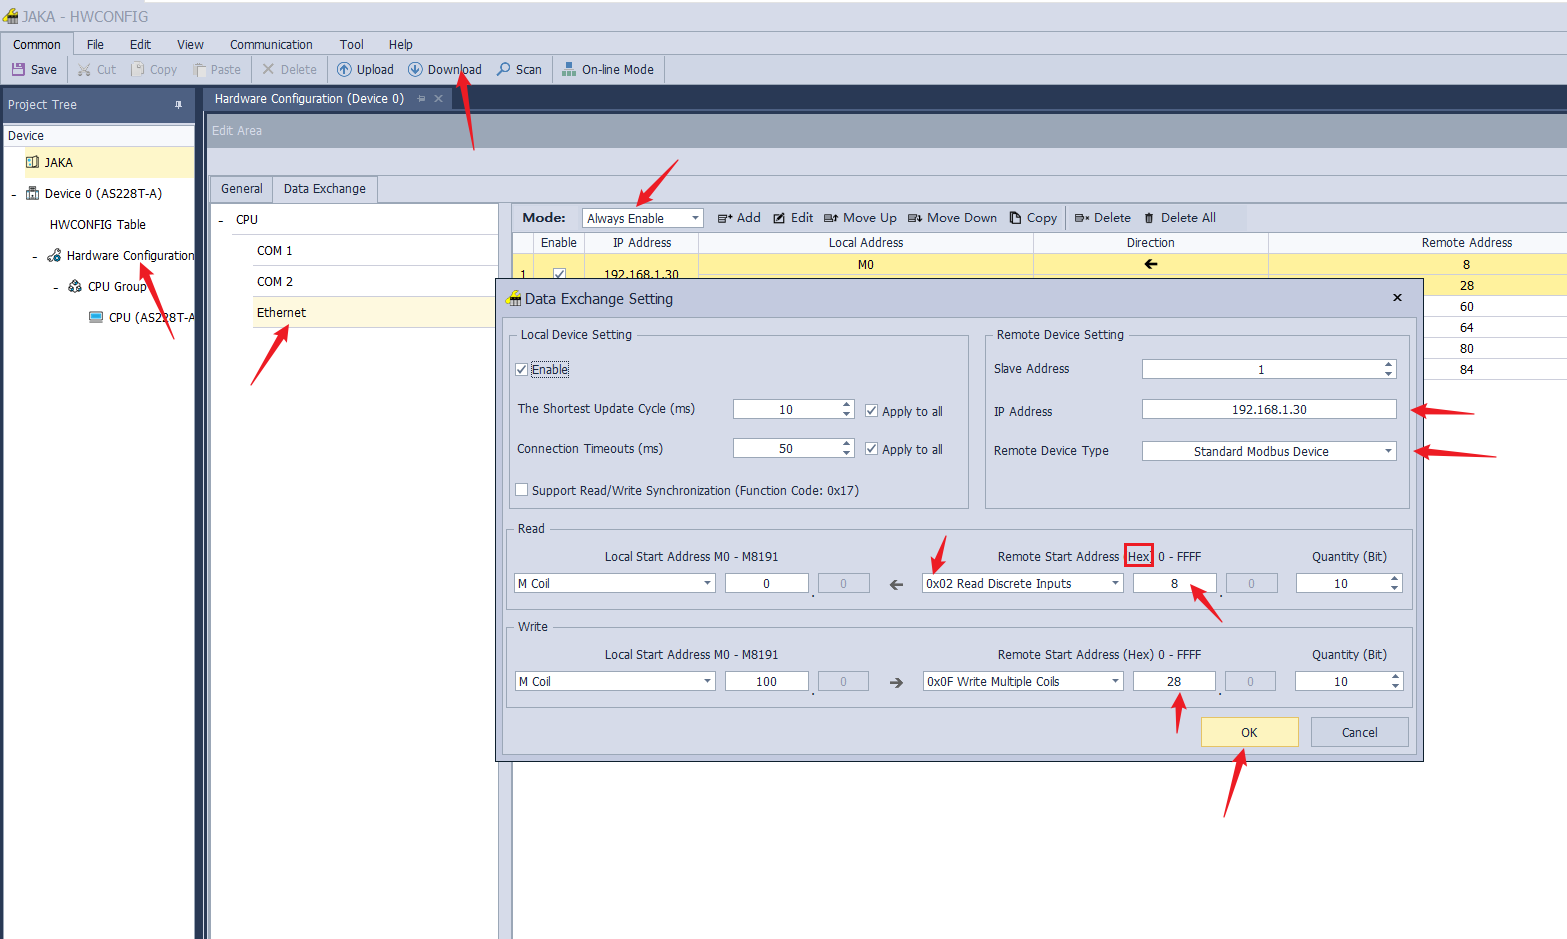 JAKA - HWCONFIG
Common File Edit View Communication Tool Help
Save Cut Copy Paste Delete Upload Download Scan On-line Mode
Project Tree
Hardware Configuration (Device 0)
Device
Edit Area
JAKA
Device 0 (AS228T-A)
General Data Exchange
HWCONFIG Table
CPU
Mode: Always Enable Add Edit Move Up Move Down Copy Delete Delete All
Enable IP Address Local Address Direction Remote Address
Hardware Configuration
COM 1
1 192.168.1.30 M0 ← 8
CPU Group
COM 2
28
CPU (AS228T-A
Ethernet
60
64
80
84
Data Exchange Setting
Local Device Setting
Remote Device Setting
Enable
Slave Address 1
The Shortest Update Cycle (ms) 10 Apply to all
IP Address 192.168.1.30
Connection Timeouts (ms) 50 Apply to all
Remote Device Type Standard Modbus Device
Support Read/Write Synchronization (Function Code: 0x17)
Read
Local Start Address M0 - M8191 Remote Start Address (Hex) 0 - FFFF Quantity (Bit)
M Coil 0 . 0 ← 0x02 Read Discrete Inputs 8 . 0 10
Write
Local Start Address M0 - M8191 Remote Start Address (Hex) 0 - FFFF Quantity (Bit)
M Coil 100 . 0 → 0x0F Write Multiple Coils 28 . 0 10
OK Cancel